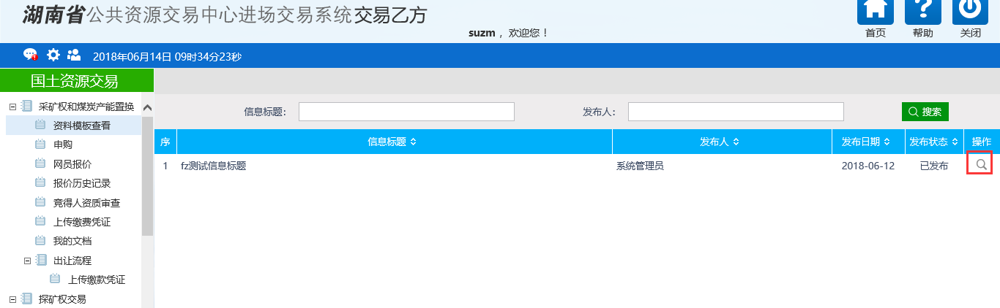 湖南省公共资源交易中心进场交易系统交易乙方
suzm ，欢迎您！
首页 帮助 关闭
2018年06月14日 09时34分23秒
国土资源交易
采矿权和煤炭产能置换
资料模板查看
申购
网员报价
报价历史记录
竞得人资质审查
上传缴费凭证
我的文档
出让流程
上传缴款凭证
探矿权交易
信息标题： 发布人： 搜索
序 信息标题 发布人 发布日期 发布状态 操作
1 fz测试信息标题 系统管理员 2018-06-12 已发布